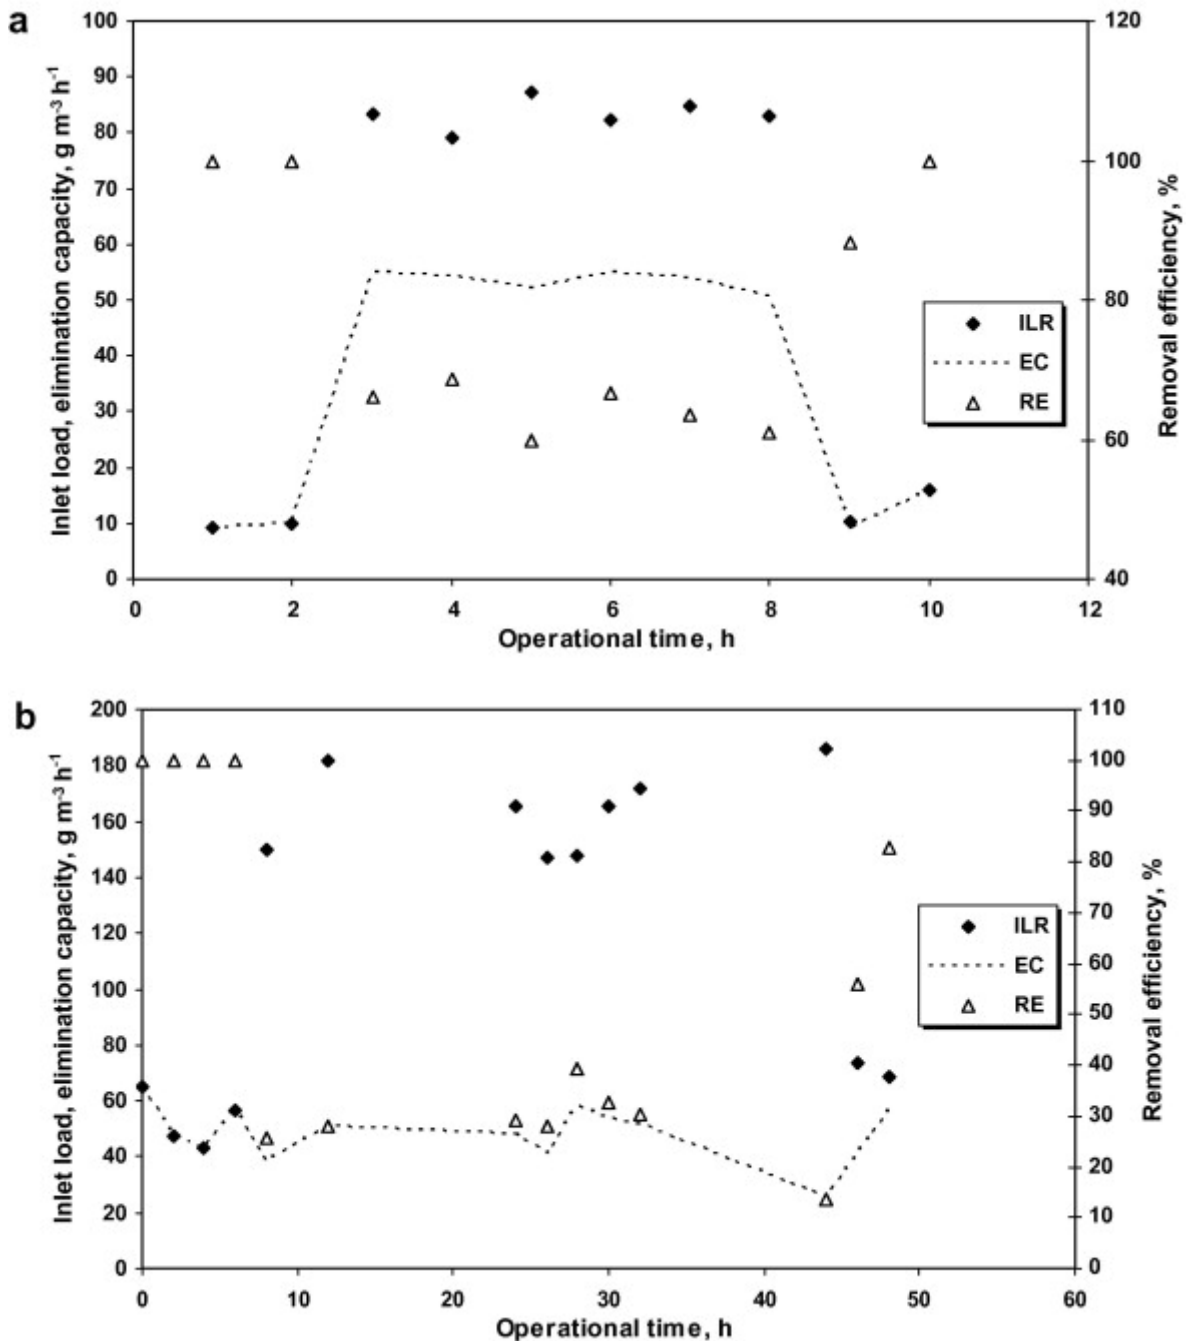 a
100
90
80
70
60
50
40
30
20
10
0
Inlet load, elimination capacity, g m⁻³ h⁻¹
120
100
80
60
40
Removal efficiency, %
ILR
EC
RE
0 2 4 6 8 10 12
Operational time, h
b
200
180
160
140
120
100
80
60
40
20
0
Inlet load, elimination capacity, g m⁻³ h⁻¹
110
100
90
80
70
60
50
40
30
20
10
0
Removal efficiency, %
ILR
EC
RE
0 10 20 30 40 50 60
Operational time, h